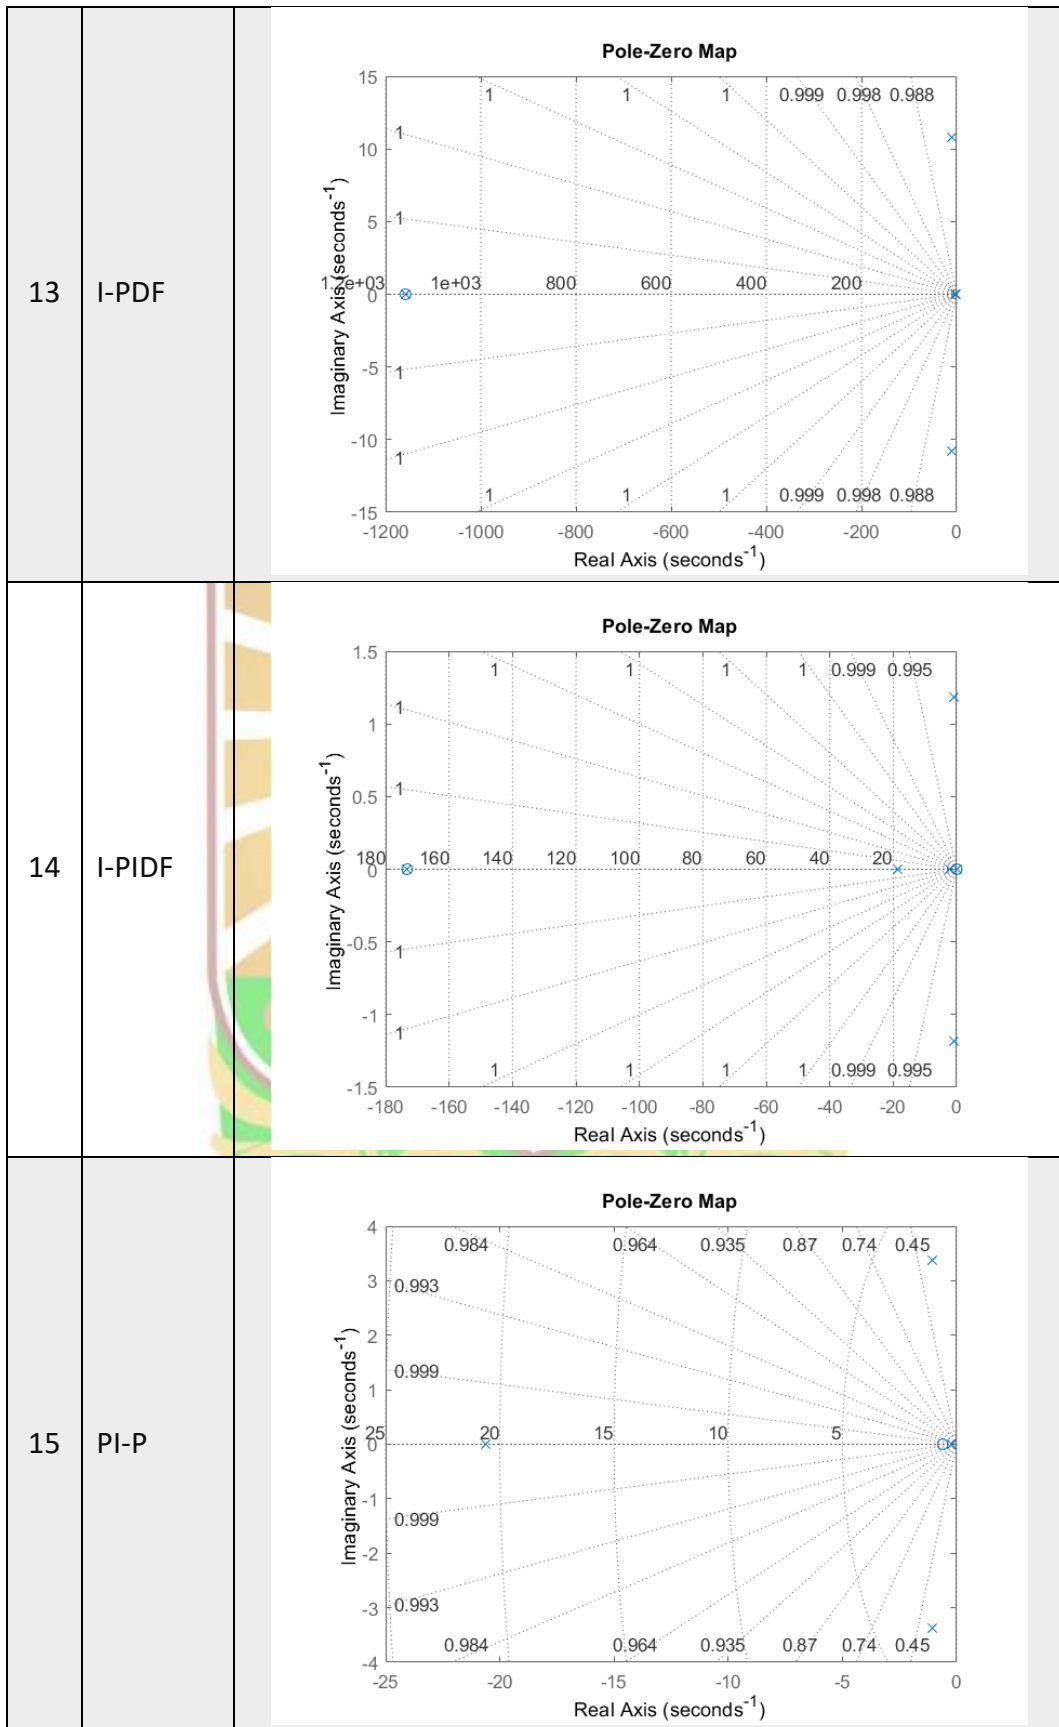 13
I-PDF
Pole-Zero Map
15
10
5
0
-5
-10
-15
Imaginary Axis (seconds⁻¹)
1 1 1 0.999 0.998 0.988
1
1
1.2e+03 1e+03 800 600 400 200
1
1
1 1 1 0.999 0.998 0.988
-1200 -1000 -800 -600 -400 -200 0
Real Axis (seconds⁻¹)
14
I-PIDF
Pole-Zero Map
1.5
1
0.5
0
-0.5
-1
-1.5
Imaginary Axis (seconds⁻¹)
1 1 1 1 0.999 0.995
1
1
180 160 140 120 100 80 60 40 20
1
1
1 1 1 1 0.999 0.995
-180 -160 -140 -120 -100 -80 -60 -40 -20 0
Real Axis (seconds⁻¹)
15
PI-P
Pole-Zero Map
4
3
2
1
0
-1
-2
-3
-4
Imaginary Axis (seconds⁻¹)
0.984 0.964 0.935 0.87 0.74 0.45
0.993
0.999
25 20 15 10 5
0.999
0.993
0.984 0.964 0.935 0.87 0.74 0.45
-25 -20 -15 -10 -5 0
Real Axis (seconds⁻¹)